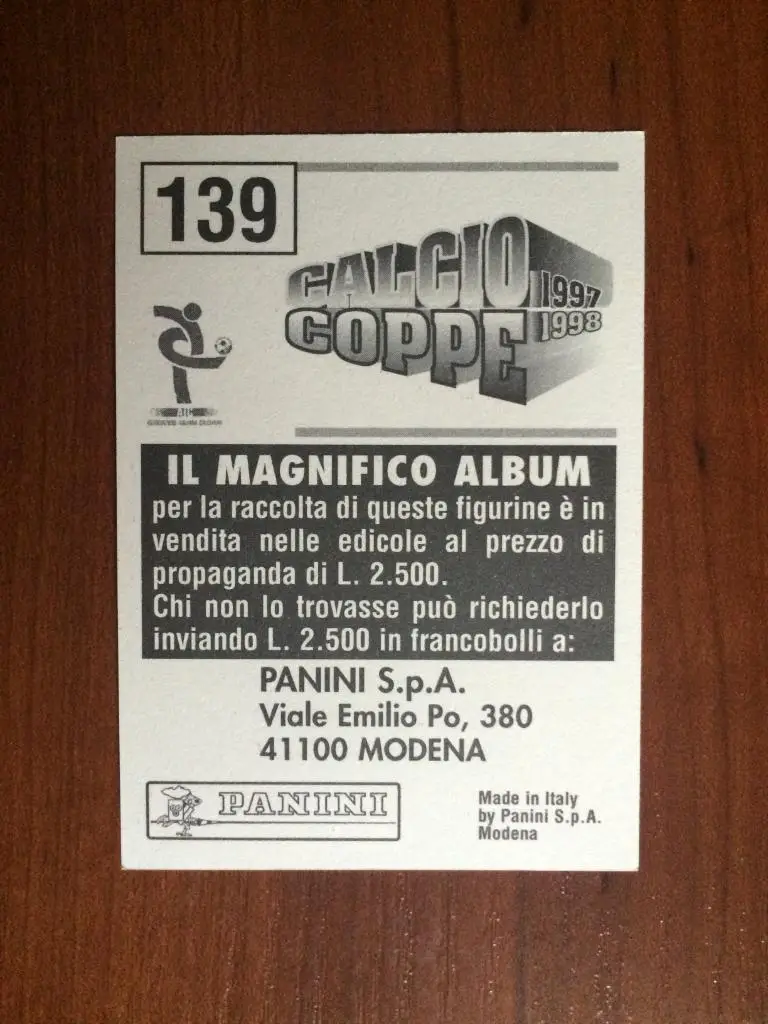 139
CALCIO 1997
COPPE 1998
IL MAGNIFICO ALBUM
per la raccolta di queste figurine è in
vendita nelle edicole al prezzo di
propaganda di L. 2.500.
Chi non lo trovasse può richiederlo
inviando L. 2.500 in francobolli a:
PANINI S.p.A.
Viale Emilio Po, 380
41100 MODENA
PANINI
Made in Italy
by Panini S.p.A.
Modena